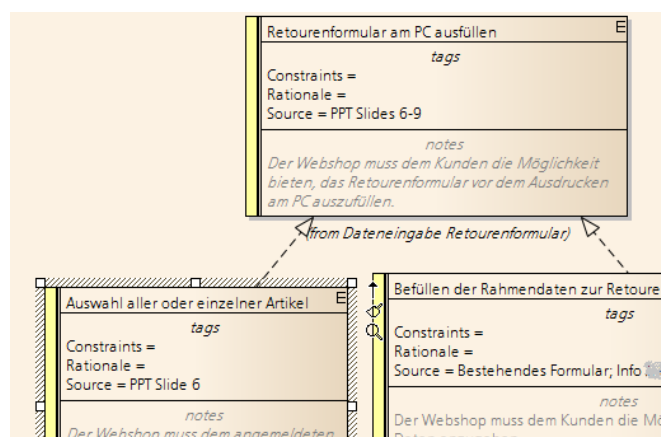 Retourenformular am PC ausfüllen
E
tags
Constraints =
Rationale =
Source = PPT Slides 6-9
notes
Der Webshop muss dem Kunden die Möglichkeit
bieten, das Retourenformular vor dem Ausdrucken
am PC auszufüllen.
(from Dateneingabe Retourenformular)
Auswahl aller oder einzelner Artikel
E
tags
Constraints =
Rationale =
Source = PPT Slide 6
notes
Der Webshop muss dem angemeldeten
Befüllen der Rahmendaten zur Retoure
tags
Constraints =
Rationale =
Source = Bestehendes Formular; Info
notes
Der Webshop muss dem Kunden die Mö